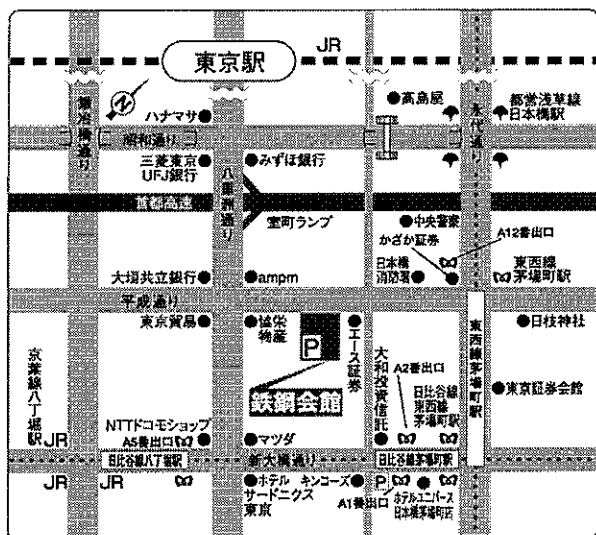 JR
東京駅
N
鍛冶橋通り
ハナマサ
昭和通り
三菱東京
UFJ銀行
みずほ銀行
八重洲通り
高島屋
永代通り
都営浅草線
日本橋駅
首都高速
室町ランプ
中央警察
かざか証券
A12番出口
日本橋
消防署
東西線
茅場町駅
大垣共立銀行
ampm
平成通り
東京貿易
協栄
物産
P
エース証券
鉄鋼会館
大和投資信託
A2番出口
日比谷線
東西線
茅場町駅
東西線茅場町駅
日枝神社
東京証券会館
京葉線八丁堀駅
JR
NTTドコモショップ
A5番出口
マツダ
日比谷線八丁堀駅
新大橋通り
日比谷線茅場町駅
JR
JR
ホテル
サードニクス
東京
キンコーズ
P
A1番出口
ホテルユニバース
日本橋茅場町店